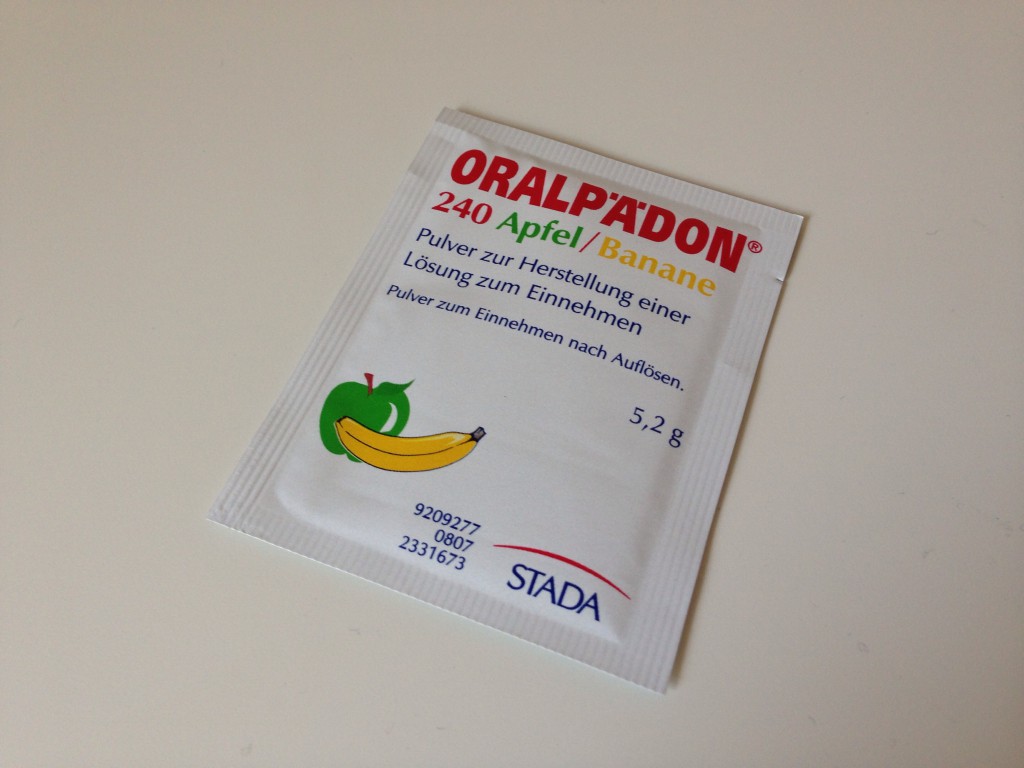 ORALPÄDON®
240 Apfel/Banane
Pulver zur Herstellung einer
Lösung zum Einnehmen
Pulver zum Einnehmen nach Auflösen.
5,2 g
9209277
0807
2331673
STADA